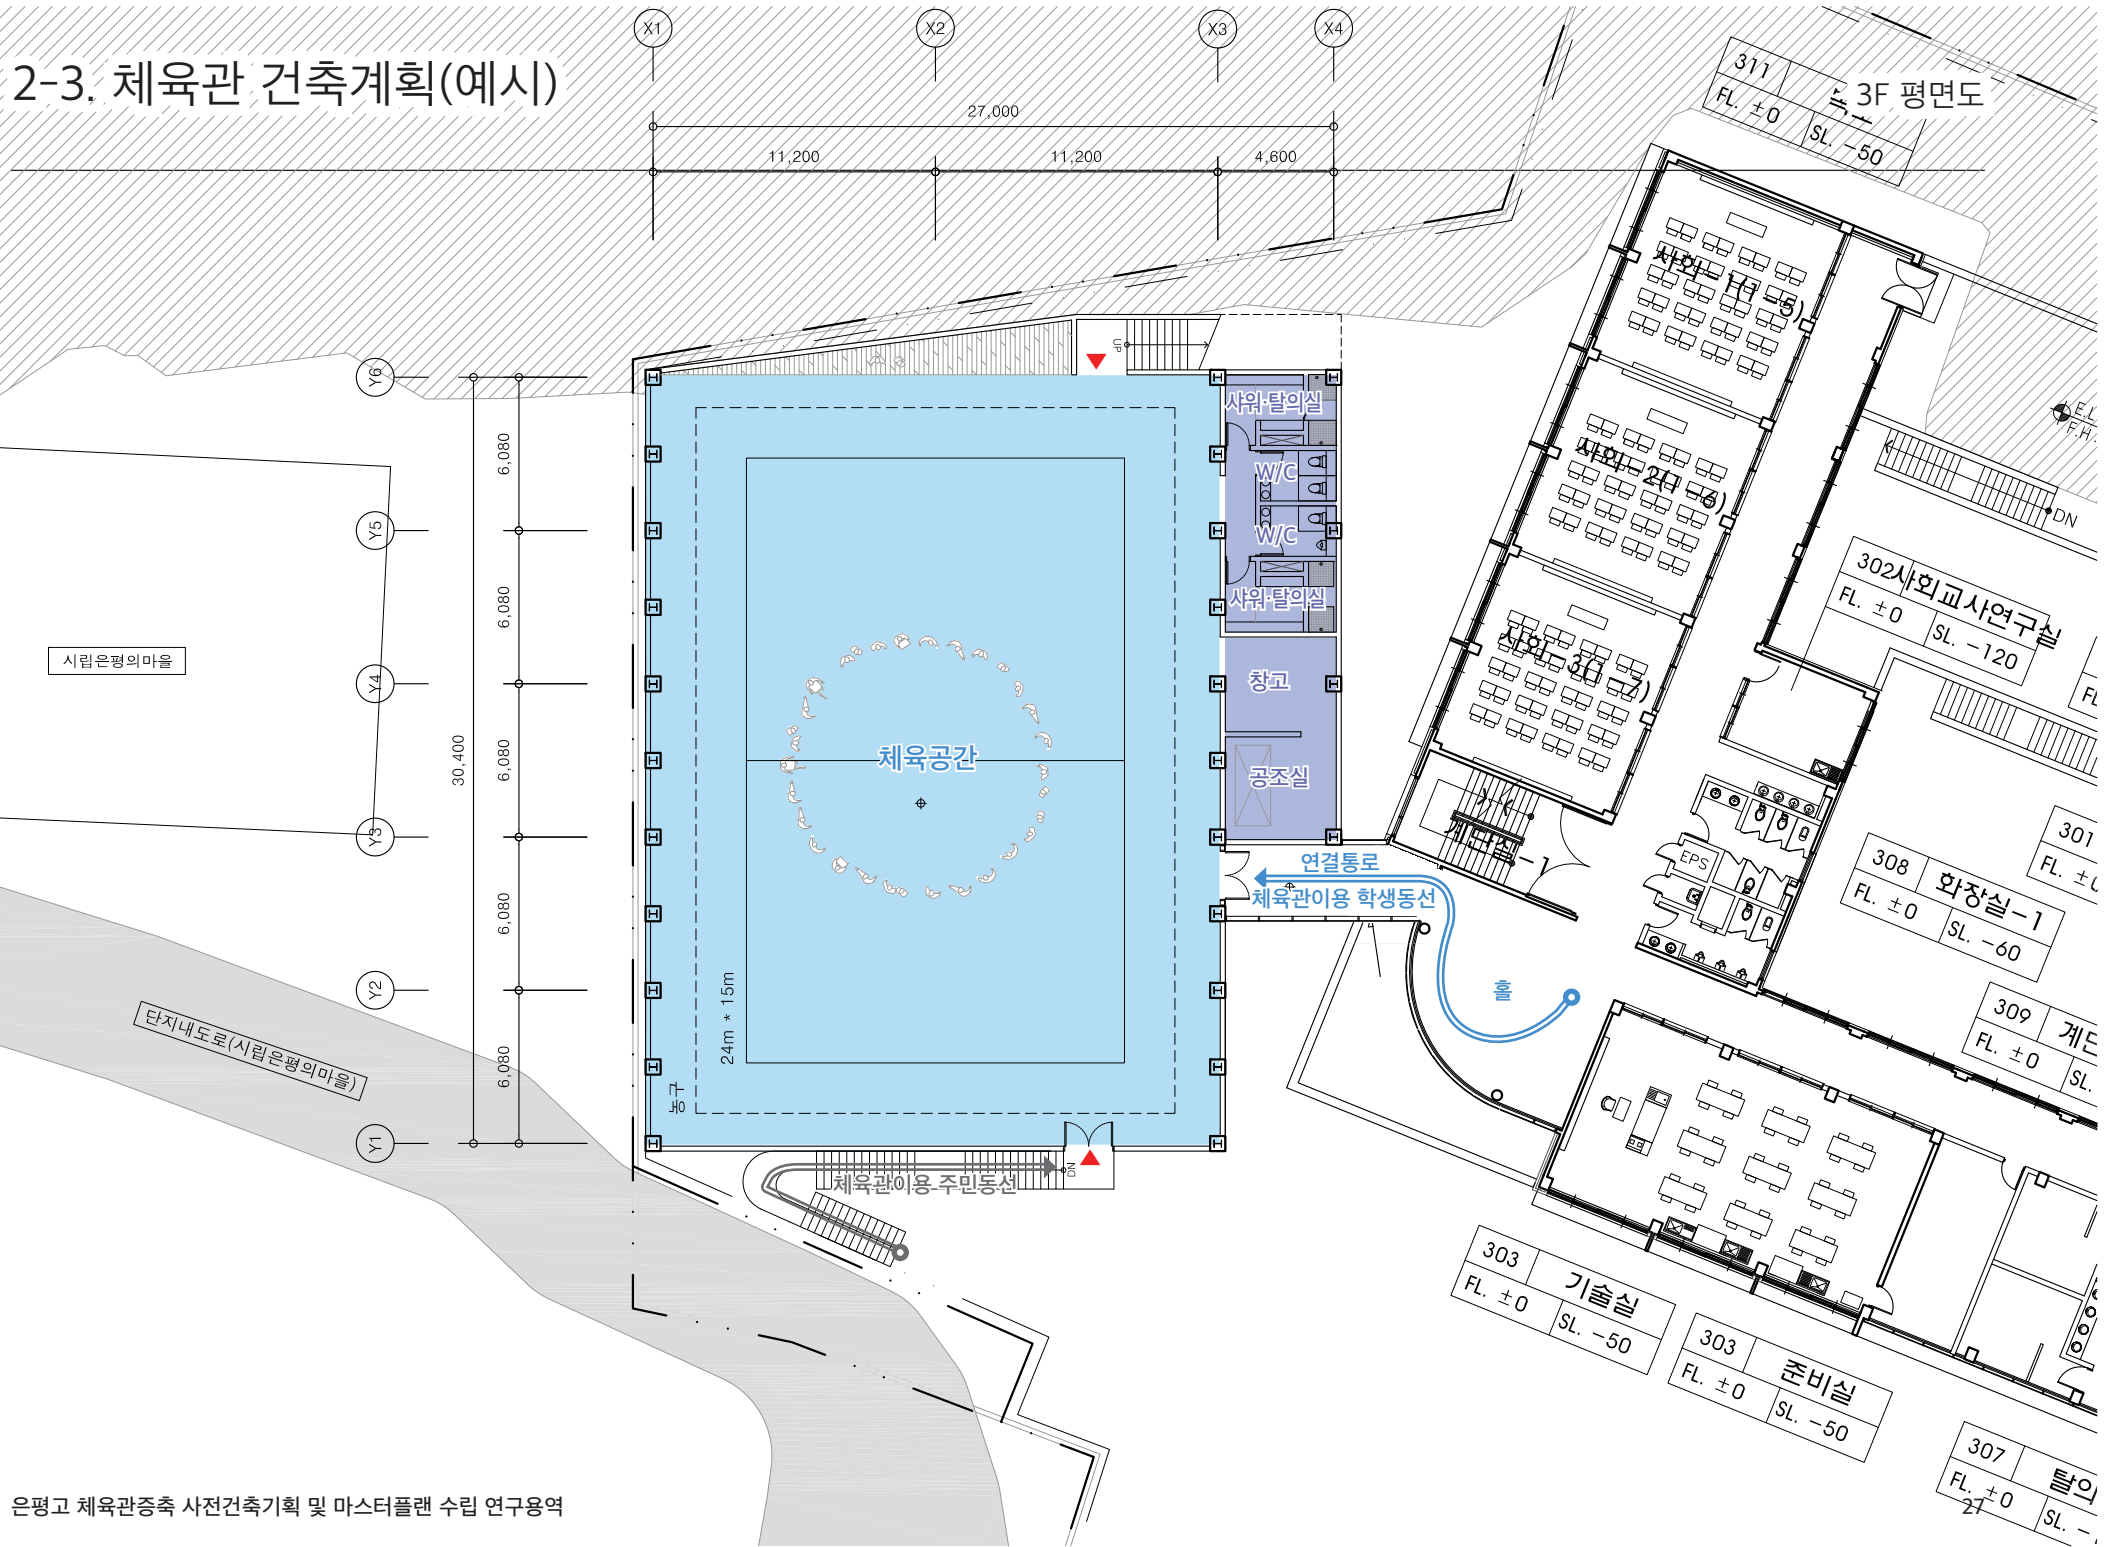 2-3. 체육관 건축계획(예시)
3F 평면도
X1
X2
X3
X4
27,000
11,200
11,200
4,600
311
FL. ±0
SL. -50
Y6
Y5
Y4
Y3
Y2
Y1
6,080
6,080
6,080
6,080
6,080
30,400
시립은평의마을
단지내도로(시립은평의마을)
UP
샤워·탈의실
W/C
W/C
샤워·탈의실
창고
공조실
체육공간
24m * 15m
농구
연결통로
체육관이용 학생동선
홀
체육관이용 주민동선
DN
사회-1(1-5)
사회-2(1-6)
사회-3(1-7)
계단실-1
EPS
DN
E.L
F.H
302
사회교사연구실
FL. ±0
SL. -120
301
FL. ±0
308
화장실-1
FL. ±0
SL. -60
309
FL. ±0
SL.
303
기술실
FL. ±0
SL. -50
303
준비실
FL. ±0
SL. -50
307
탈의
FL. ±0
SL. -
은평고 체육관증축 사전건축기획 및 마스터플랜 수립 연구용역
27